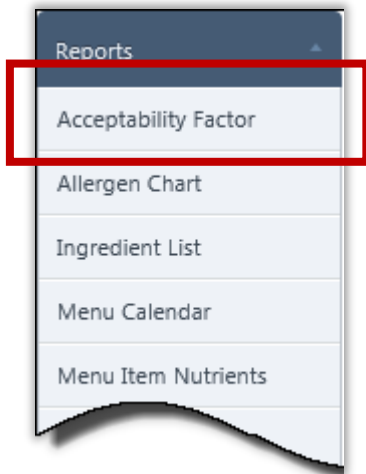 Reports
Acceptability Factor
Allergen Chart
Ingredient List
Menu Calendar
Menu Item Nutrients